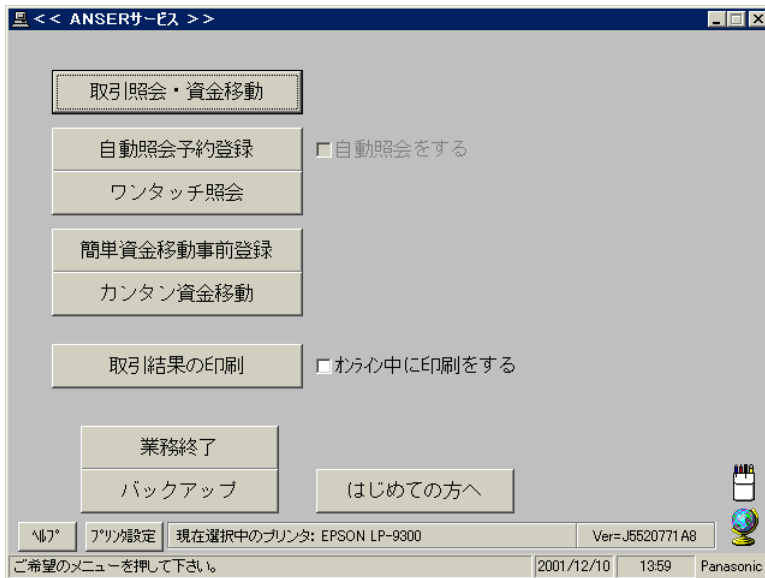 << ANSERｻｰﾋﾞｽ >>
取引照会・資金移動
自動照会予約登録
自動照会をする
ワンタッチ照会
簡単資金移動事前登録
カンタン資金移動
取引結果の印刷
ｵﾝﾗｲﾝ中に印刷をする
業務終了
バックアップ
はじめての方へ
ﾍﾙﾌﾟ
ﾌﾟﾘﾝﾀ設定
現在選択中のプリンタ: EPSON LP-9300
Ver=J5520771A8
ご希望のメニューを押して下さい。
2001/12/10
13:59
Panasonic